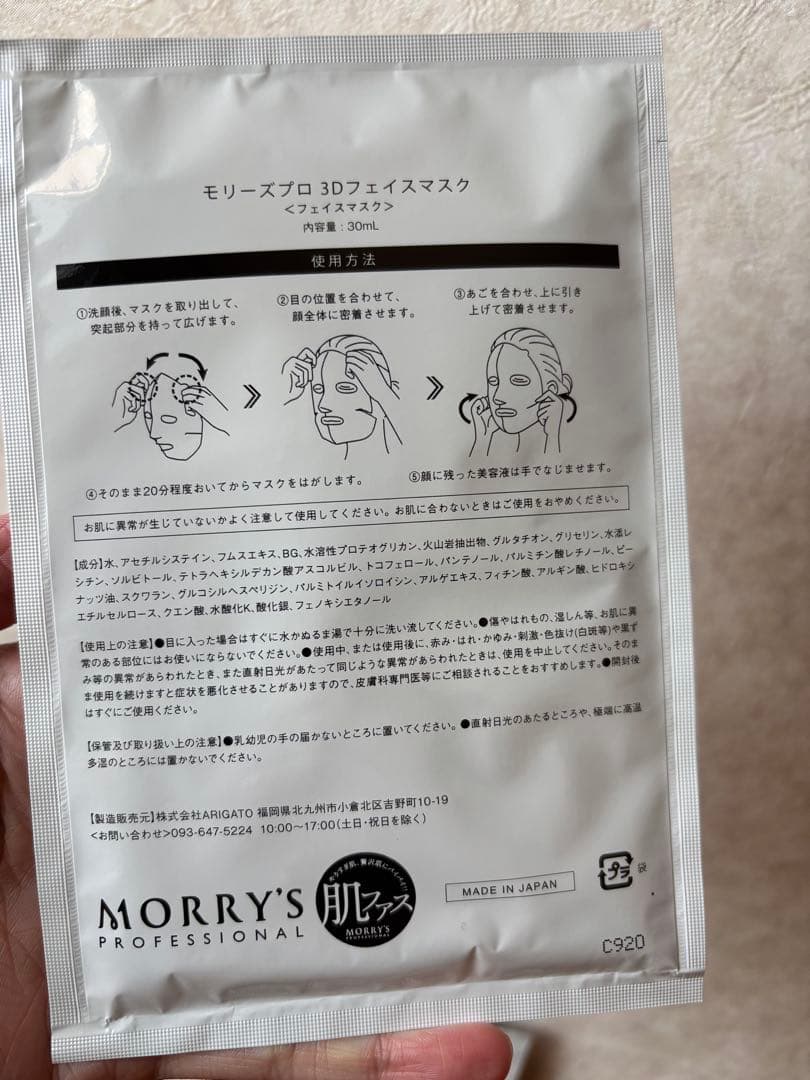 モリーズプロ 3Dフェイスマスク
<フェイスマスク>
内容量：30mL
使用方法
①洗顔後、マスクを取り出して、
突起部分を持って広げます。
②目の位置を合わせて、
顔全体に密着させます。
③あごを合わせ、上に引き
上げて密着させます。
④そのまま20分程度おいてからマスクをはがします。
⑤顔に残った美容液は手でなじませます。
お肌に異常が生じていないかよく注意して使用してください。お肌に合わないときはご使用をおやめください。
【成分】水、アセチルシステイン、フムスエキス、BG、水溶性プロテオグリカン、火山岩抽出物、グルタチオン、グリセリン、水添レ
シチン、ソルビトール、テトラヘキシルデカン酸アスコルビル、トコフェロール、パンテノール、パルミチン酸レチノール、ピー
ナッツ油、スクワラン、グルコシルヘスペリジン、パルミトイルイソロイシン、アルゲエキス、フィチン酸、アルギン酸、ヒドロキシ
エチルセルロース、クエン酸、水酸化K、酸化銀、フェノキシエタノール
【使用上の注意】●目に入った場合はすぐに水かぬるま湯で十分に洗い流してください。●傷やはれもの、湿しん等、お肌に異
常のある部位にはお使いにならないでください。●使用中、または使用後に、赤み・はれ・かゆみ・刺激・色抜け(白斑等)や黒ず
み等の異常があらわれたとき、また直射日光があたって同じような異常があらわれたときは、使用を中止してください。そのま
ま使用を続けますと症状を悪化させることがありますので、皮膚科専門医等にご相談されることをおすすめします。●開封後
はすぐにご使用ください。
【保管及び取り扱い上の注意】●乳幼児の手の届かないところに置いてください。●直射日光のあたるところや、極端に高温
多湿のところには置かないでください。
【製造販売元】株式会社ARIGATO 福岡県北九州市小倉北区吉野町10-19
<お問い合わせ>093-647-5224 10:00〜17:00(土日・祝日を除く)
MORRY'S
PROFESSIONAL
肌ファス
MORRY'S
PROFESSIONAL
MADE IN JAPAN
プラ
袋
C920